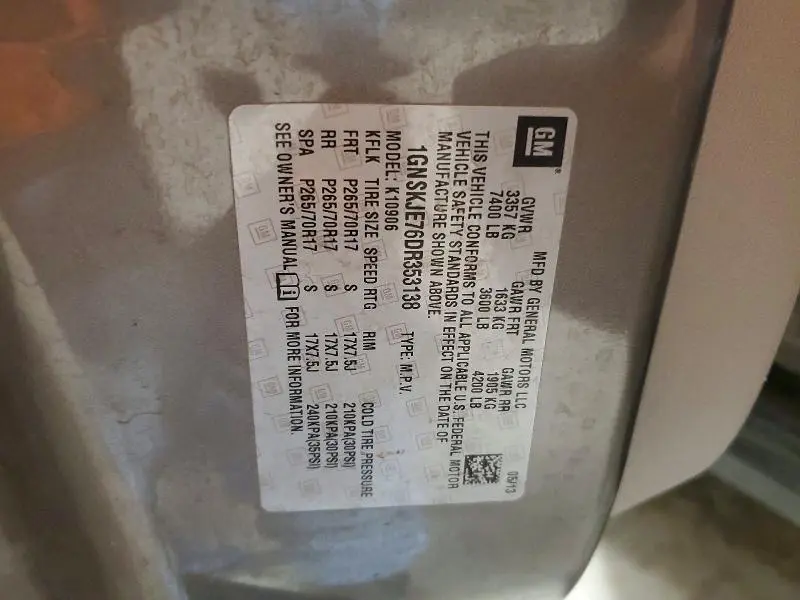 GM
MFD BY GENERAL MOTORS LLC 05/13
GVWR GAWR FRT GAWR RR
3357 KG 1633 KG 1905 KG
7400 LB 3600 LB 4200 LB
THIS VEHICLE CONFORMS TO ALL APPLICABLE U.S. FEDERAL MOTOR
VEHICLE SAFETY STANDARDS IN EFFECT ON THE DATE OF
MANUFACTURE SHOWN ABOVE.
1GNSKJE76DR353138 TYPE: M.P.V.
MODEL: K10906
KFLK TIRE SIZE SPEED RTG RIM COLD TIRE PRESSURE
FRT P265/70R17 S 17X7.5J 210KPA(30PSI)
RR P265/70R17 S 17X7.5J 210KPA(30PSI)
SPA P265/70R17 S 17X7.5J 240KPA(35PSI)
SEE OWNER'S MANUAL FOR MORE INFORMATION.